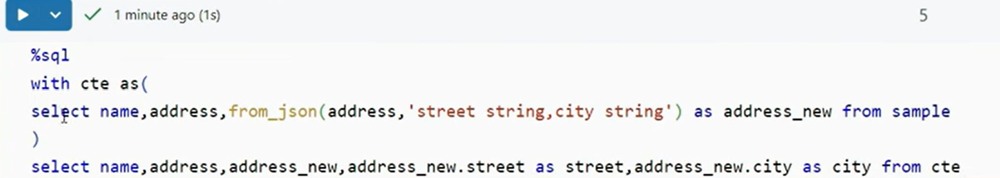 1 minute ago (1s)
5
%sql
with cte as(
select name,address,from_json(address,'street string,city string') as address_new from sample
)
select name,address,address_new,address_new.street as street,address_new.city as city from cte